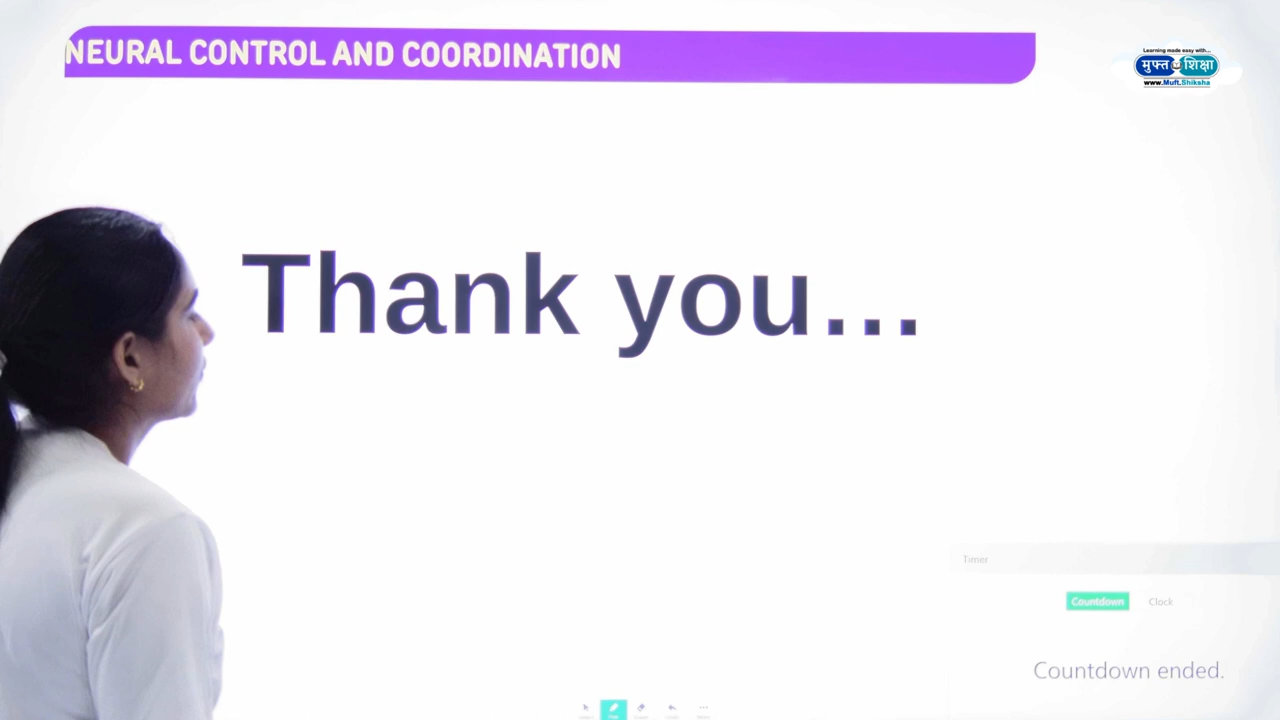 NEURAL CONTROL AND COORDINATION
Learning made easy with...
मुफ्त शिक्षा
www.Muft.Shiksha
Thank you...
Timer
Countdown Clock
Countdown ended.